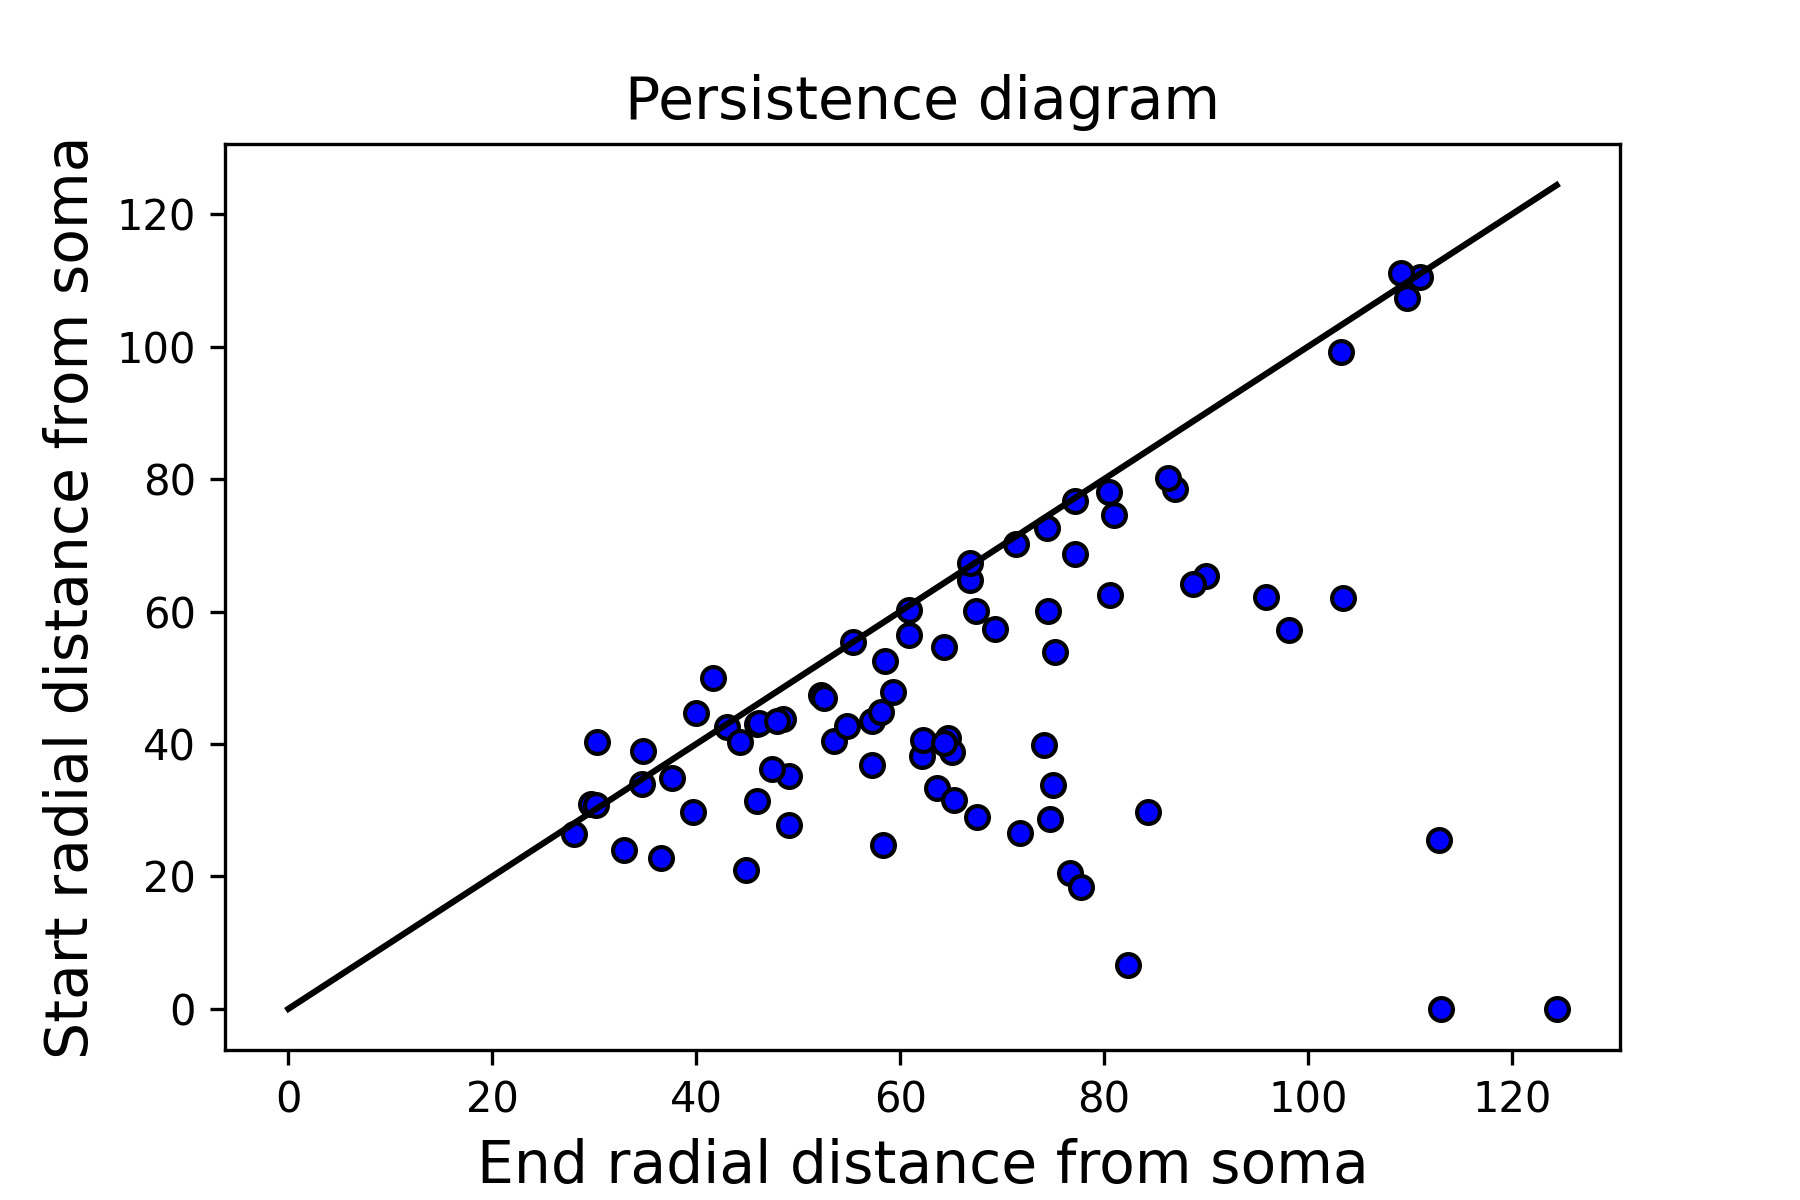 Persistence diagram
Start radial distance from soma
120
100
80
60
40
20
0
0 20 40 60 80 100 120
End radial distance from soma